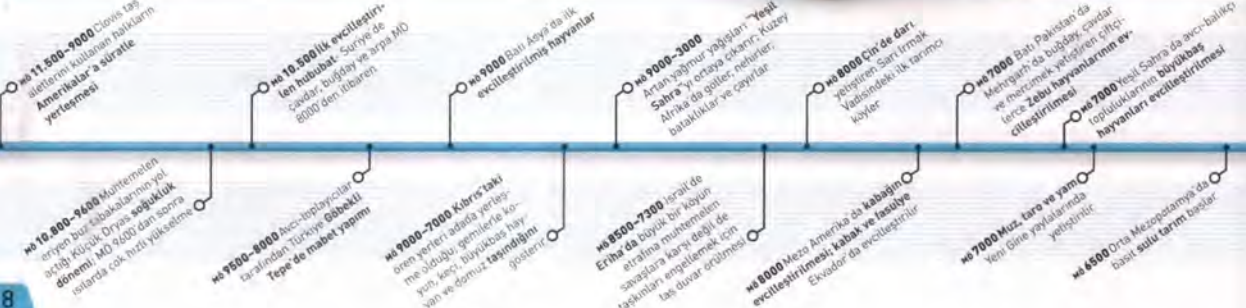 MÖ 11.500-9000 Clovis taş
aletlerini kullanan halkların
Amerikalar'a süratle
yerleşmesi
MÖ 10.500 İlk evcilleştiri-
len hububat: Suriye'de
çavdar, buğday ve arpa MÖ
8000'den itibaren
MÖ 9000 Batı Asya'da ilk
evcilleştirilmiş hayvanlar
MÖ 9000-3000
Artan yağmur yağışları "Yeşil
Sahra"yı ortaya çıkarır; Kuzey
Afrika'da göller, nehirler,
bataklıklar ve çayırlar
MÖ 8000 Çin'de darı
yetiştiren Sarı Irmak
Vadisindeki ilk tarımcı
köyler
MÖ 7000 Batı Pakistan'da
Mehrgarh'da buğday, çavdar
ve mercimek yetiştiren çiftçi-
lerce Zebu hayvanlarının ev-
cilleştirilmesi
MÖ 7000 Yeşil Sahra'da avcı-balıkçı
topluluklarının büyükbaş
hayvanları evcilleştirmesi
MÖ 10.800-9600 Muhtemelen
eriyen buz tabakalarının yol
açtığı Küçük Dryas soğukluk
dönemi; MÖ 9600'dan sonra
ısılarda çok hızlı yükselme
MÖ 9500-8000 Avcı-toplayıcılar
tarafından Türkiye Göbekli
Tepe'de mabet yapımı
MÖ 9000-7000 Kıbrıs'taki
ören yerleri adada yerleş-
me olduğu; gemilerle ko-
yun, keçi, büyükbaş hay-
van ve domuz taşındığını
gösterir
MÖ 8500-7300 İsrail'de
Eriha'da büyük bir köyün
etrafına muhtemelen
savaşlara karşı değil de
taşkınları engellemek için
taş duvar örülmesi
MÖ 8000 Mezo Amerika'da kabağın
evcilleştirilmesi; kabak ve fasulye
Ekvador'da evcilleştirilir
MÖ 7000 Muz, taro ve yam
Yeni Gine yaylalarında
yetiştirilir
MÖ 6500 Orta Mezopotamya'da
basit sulu tarım başlar
8